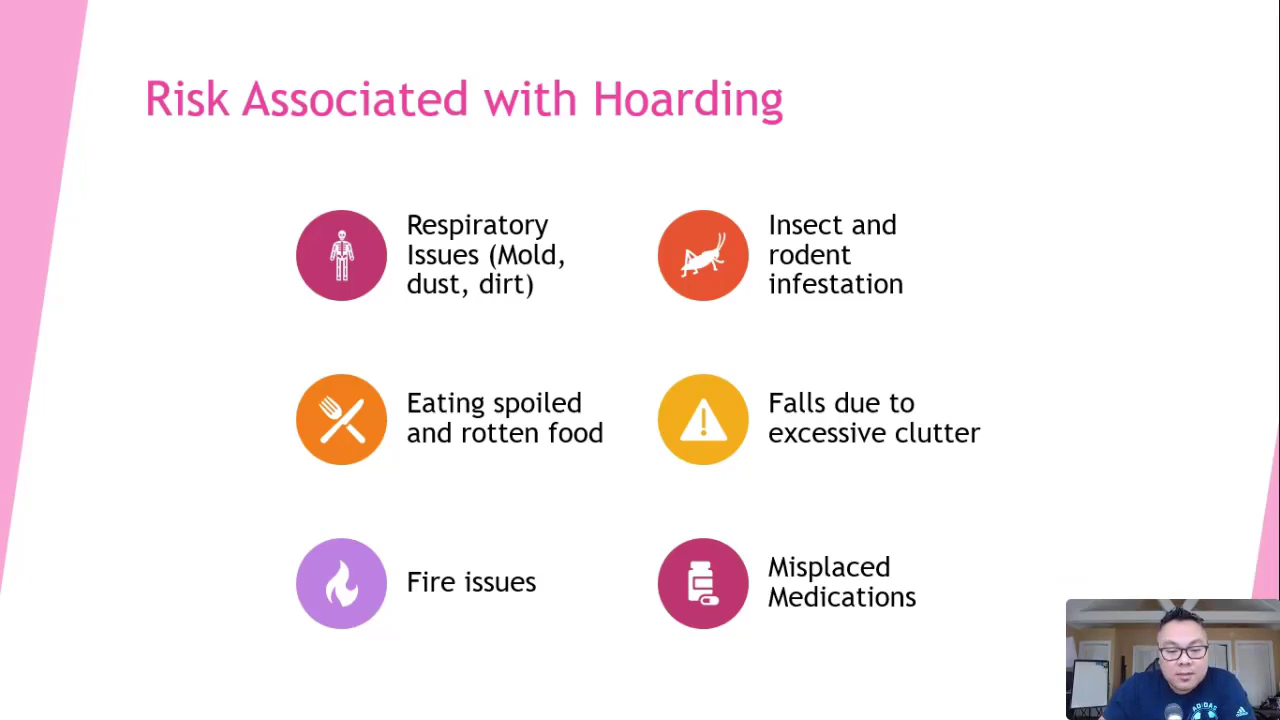 Risk Associated with Hoarding
Respiratory
Issues (Mold,
dust, dirt)
Insect and
rodent
infestation
Eating spoiled
and rotten food
Falls due to
excessive clutter
Fire issues
Misplaced
Medications
ADIDAS